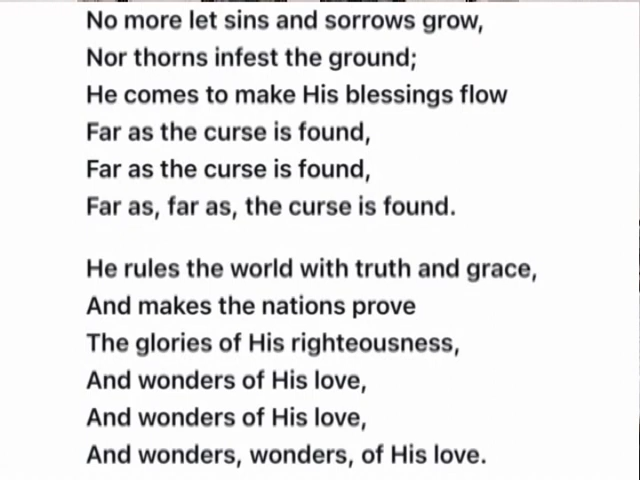 No more let sins and sorrows grow,
Nor thorns infest the ground;
He comes to make His blessings flow
Far as the curse is found,
Far as the curse is found,
Far as, far as, the curse is found.
He rules the world with truth and grace,
And makes the nations prove
The glories of His righteousness,
And wonders of His love,
And wonders of His love,
And wonders, wonders, of His love.